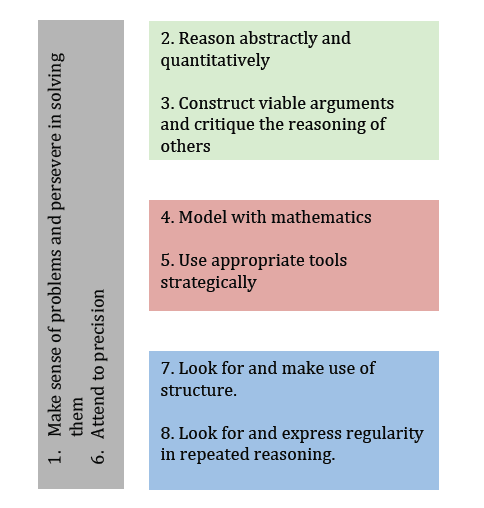 1. Make sense of problems and persevere in solving
them
6. Attend to precision
2. Reason abstractly and
quantitatively
3. Construct viable arguments
and critique the reasoning of
others
4. Model with mathematics
5. Use appropriate tools
strategically
7. Look for and make use of
structure.
8. Look for and express regularity
in repeated reasoning.